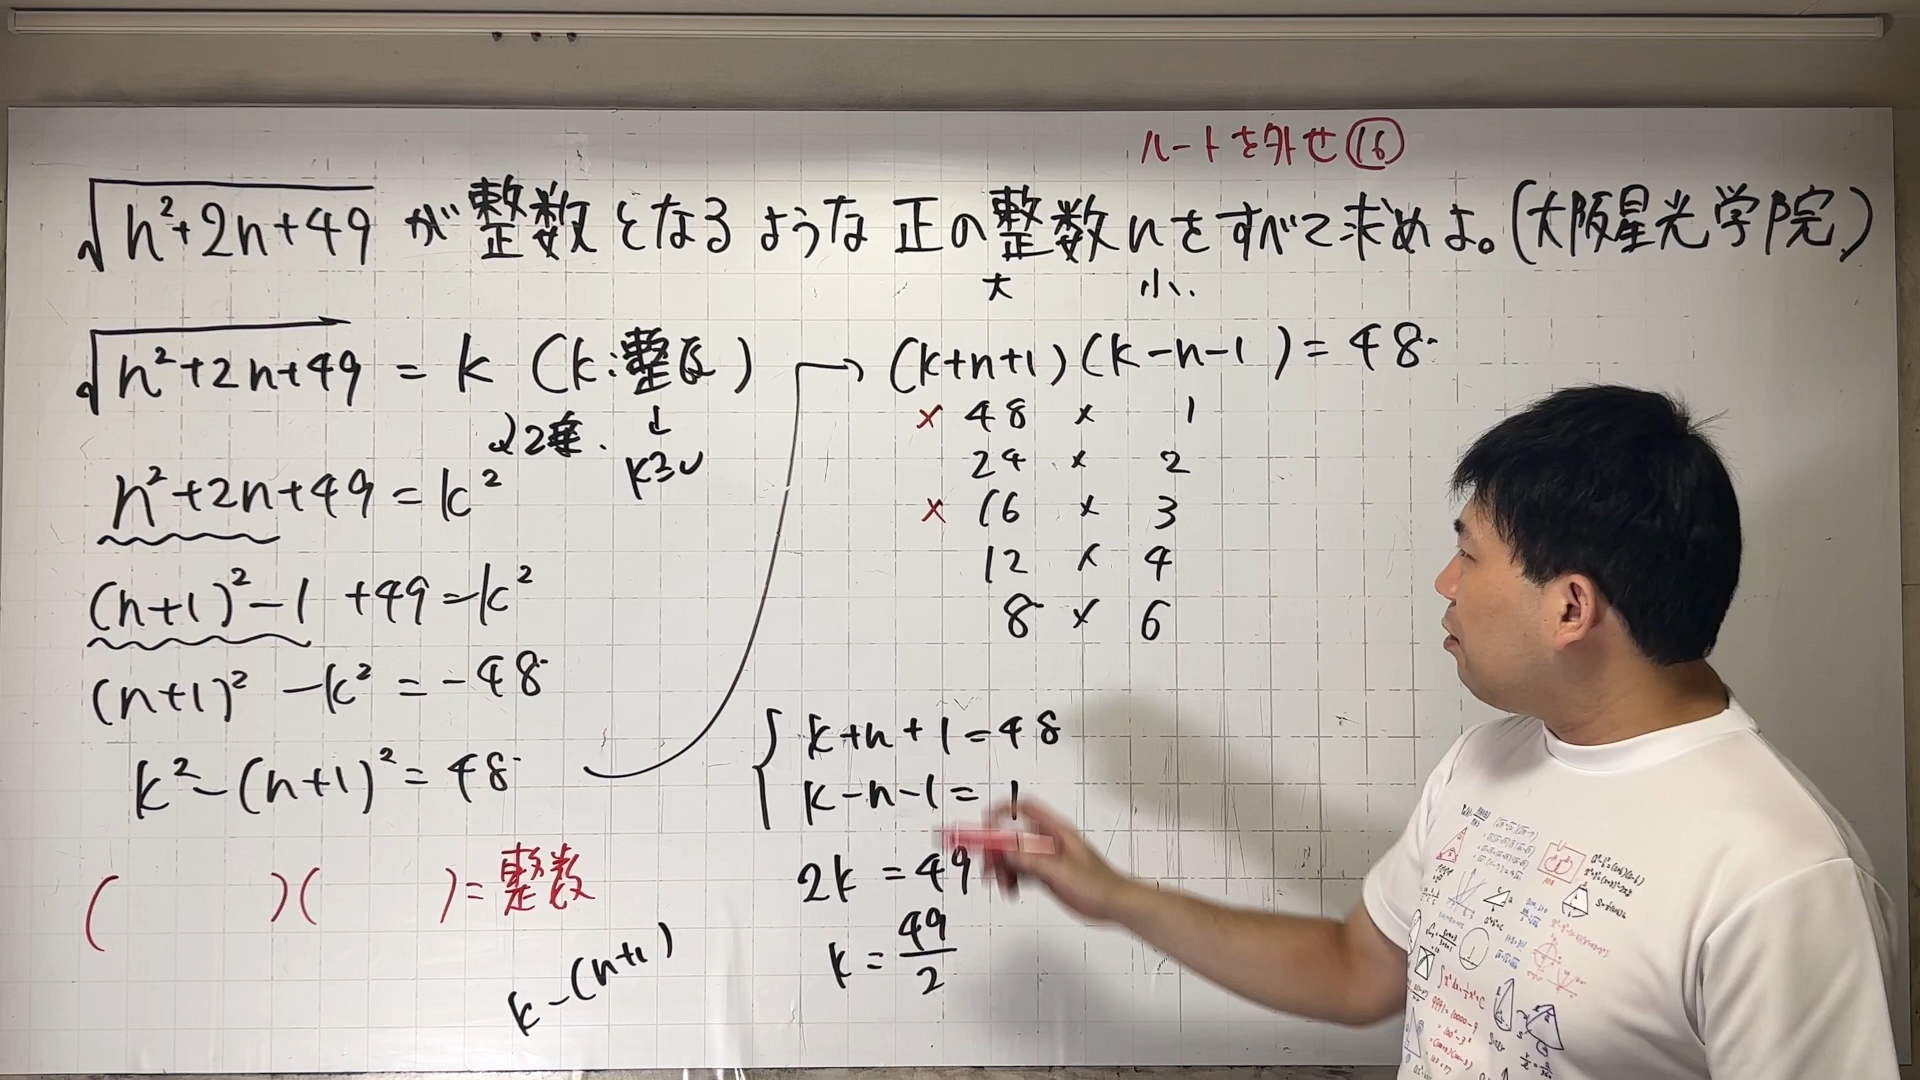 ルートを外せ⑯
√n²+2n+49 が整数となるような正の整数nをすべて求めよ。(大阪星光学院)
大 小
√n²+2n+49 = k (k:整数)
↓2乗. ↓
k≧0
n²+2n+49=k²
(n+1)²-1 +49=k²
(n+1)² -k² = -48
k²-(n+1)²=48
( )( )=整数
k-(n+1)
→ (k+n+1)(k-n-1)=48
× 48 × 1
24 × 2
× 16 × 3
12 × 4
8 × 6
k+n+1=48
k-n-1=1
2k=49
k=49/2